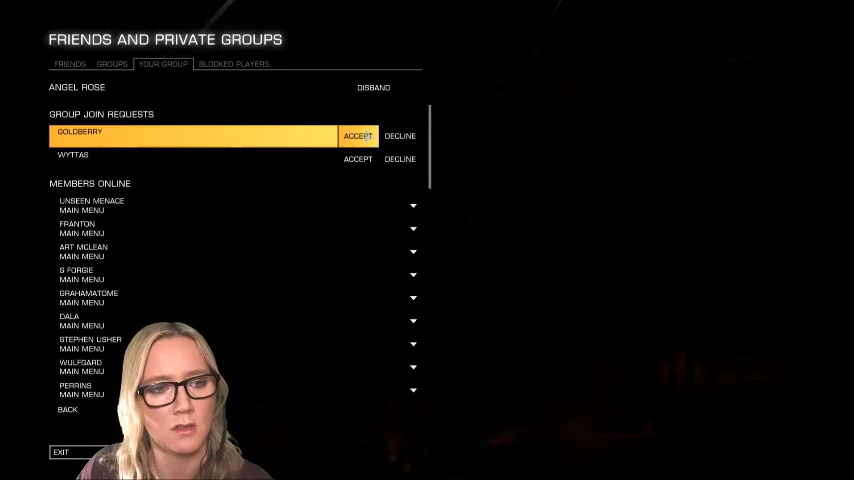 FRIENDS AND PRIVATE GROUPS
FRIENDS GROUPS YOUR GROUP BLOCKED PLAYERS
ANGEL ROSE DISBAND
GROUP JOIN REQUESTS
GOLDBERRY ACCEPT DECLINE
WYTTAS ACCEPT DECLINE
MEMBERS ONLINE
UNSEEN MENACE
MAIN MENU
FRANTON
MAIN MENU
ART MCLEAN
MAIN MENU
S FORGIE
MAIN MENU
GRAHAMATOME
MAIN MENU
DALA
MAIN MENU
STEPHEN USHER
MAIN MENU
WULFGARD
MAIN MENU
PERRINS
MAIN MENU
BACK
EXIT